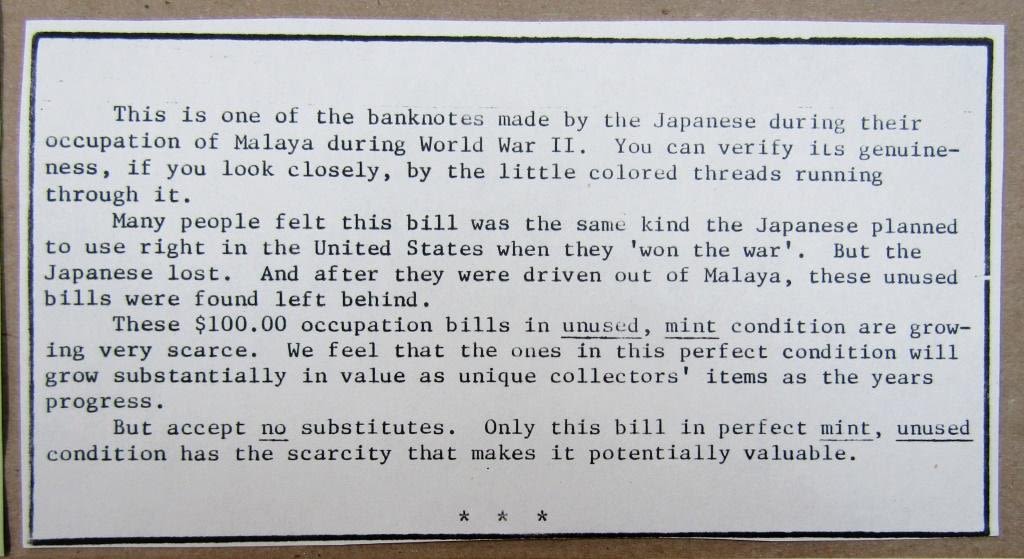 This is one of the banknotes made by the Japanese during their
occupation of Malaya during World War II. You can verify its genuine-
ness, if you look closely, by the little colored threads running
through it.
Many people felt this bill was the same kind the Japanese planned
to use right in the United States when they 'won the war'. But the
Japanese lost. And after they were driven out of Malaya, these unused
bills were found left behind.
These $100.00 occupation bills in unused, mint condition are grow-
ing very scarce. We feel that the ones in this perfect condition will
grow substantially in value as unique collectors' items as the years
progress.
But accept no substitutes. Only this bill in perfect mint, unused
condition has the scarcity that makes it potentially valuable.
* * *